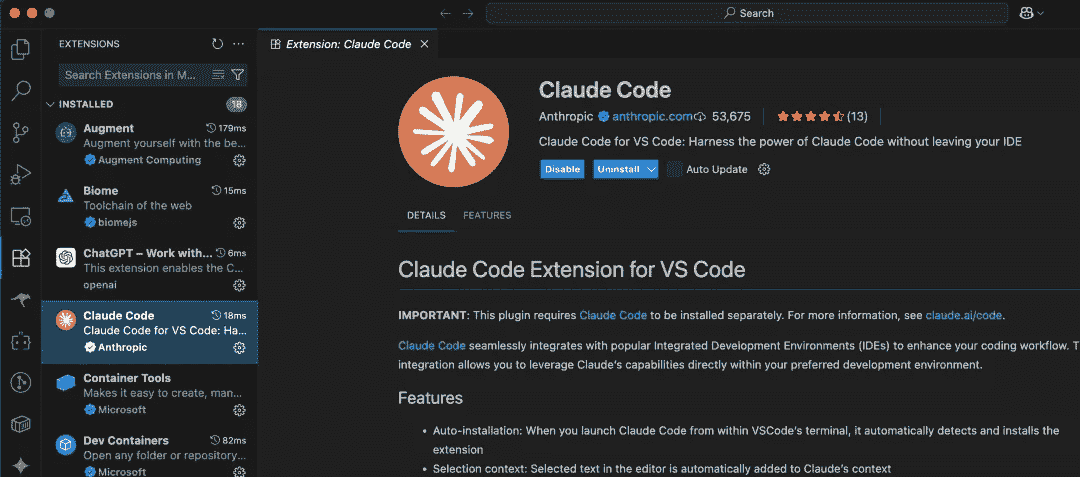 Search
EXTENSIONS
Search Extensions in M...
INSTALLED 18
Augment 179ms
Augment yourself with the be...
Augment Computing
Biome 15ms
Toolchain of the web
biomejs
ChatGPT – Work with... 6ms
This extension enables the C...
openai
Claude Code 18ms
Claude Code for VS Code: Ha...
Anthropic
Container Tools
Makes it easy to create, man...
Microsoft
Dev Containers 82ms
Open any folder or repository...
Microsoft
Extension: Claude Code
Claude Code
Anthropic anthropic.com 53,675 (13)
Claude Code for VS Code: Harness the power of Claude Code without leaving your IDE
Disable Uninstall Auto Update
DETAILS FEATURES
Claude Code Extension for VS Code
IMPORTANT: This plugin requires Claude Code to be installed separately. For more information, see claude.ai/code.
Claude Code seamlessly integrates with popular Integrated Development Environments (IDEs) to enhance your coding workflow. T
integration allows you to leverage Claude's capabilities directly within your preferred development environment.
Features
• Auto-installation: When you launch Claude Code from within VSCode's terminal, it automatically detects and installs the
extension
• Selection context: Selected text in the editor is automatically added to Claude's context